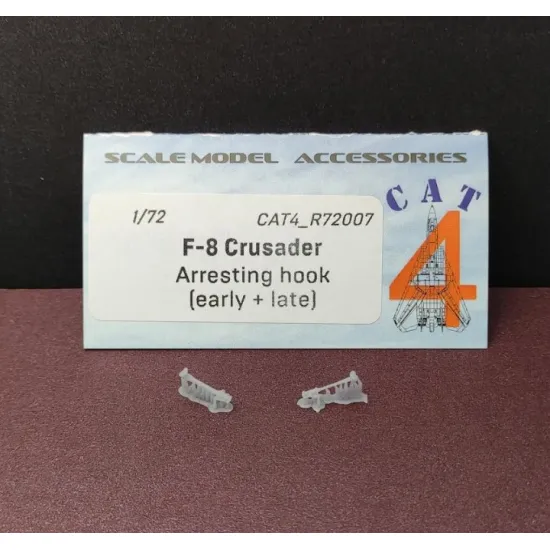 SCALE MODEL ACCESSORIES
CAT
4
1/72 CAT4_R72007
F-8 Crusader
Arresting hook
(early + late)